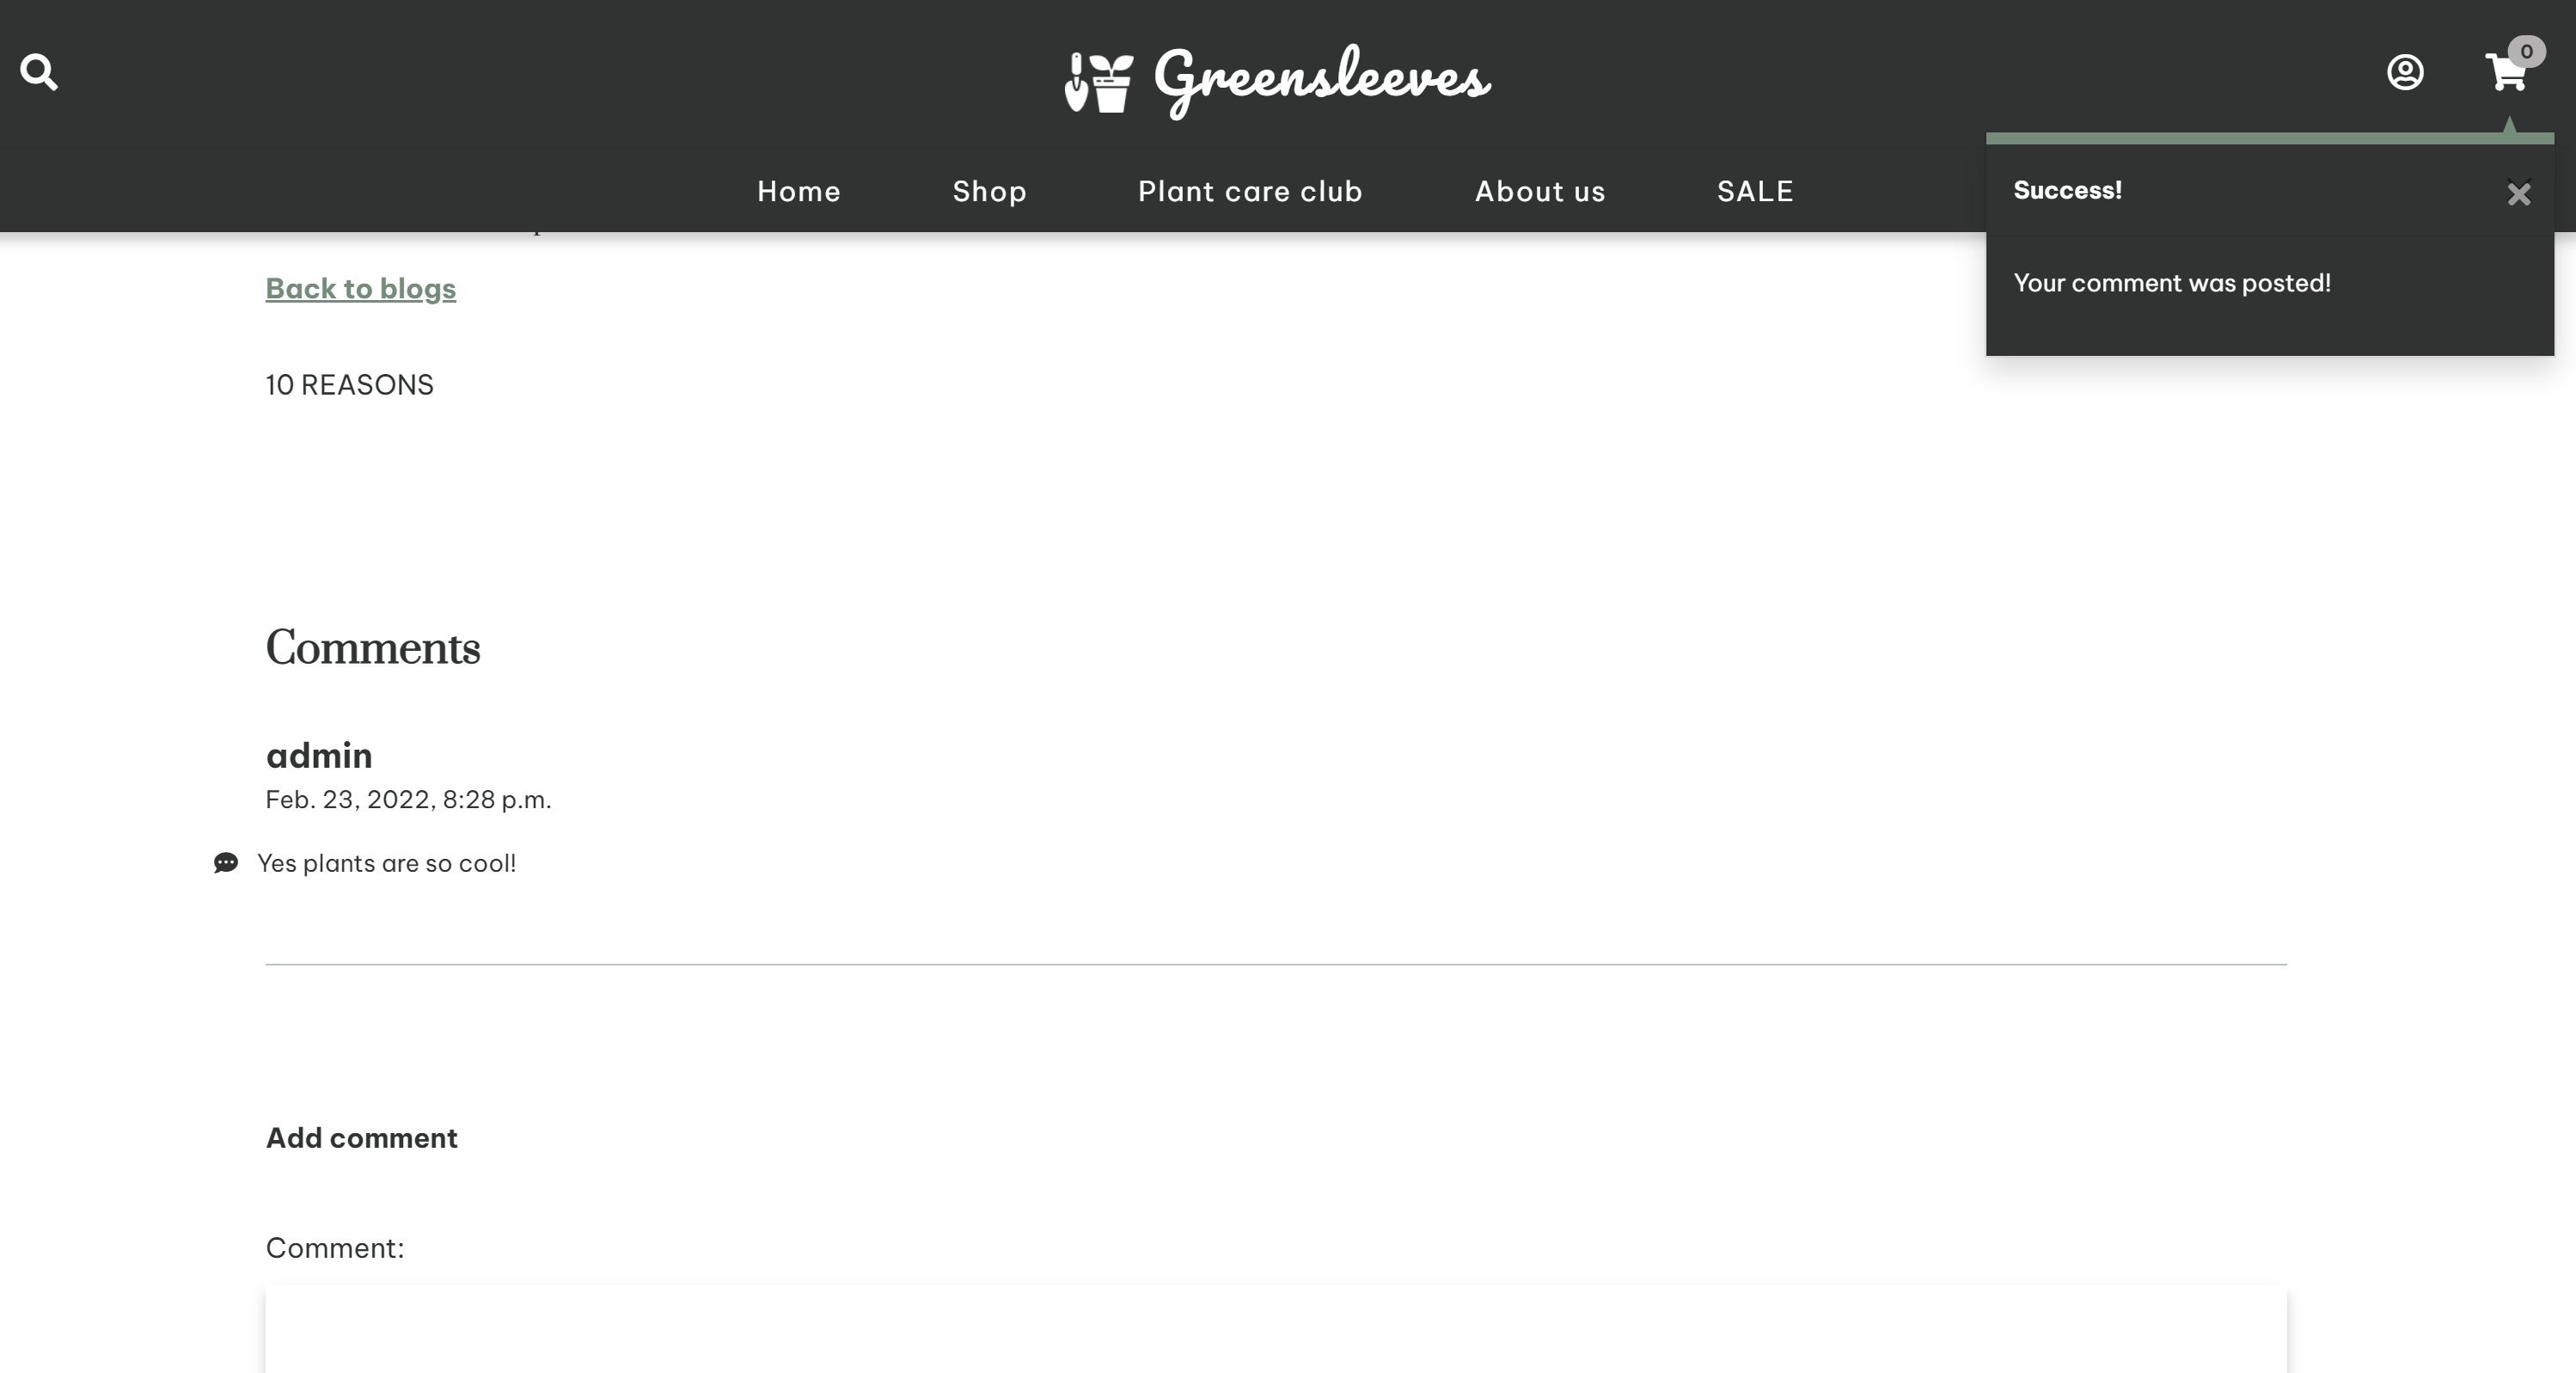 Greensleeves
0
Home Shop Plant care club About us SALE
Success!
Your comment was posted!
Back to blogs
10 REASONS
Comments
admin
Feb. 23, 2022, 8:28 p.m.
Yes plants are so cool!
Add comment
Comment: